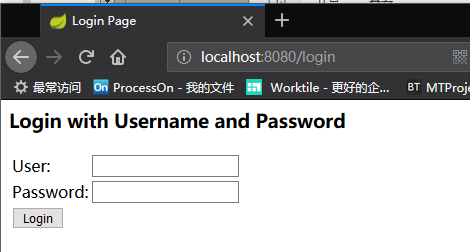 Login Page
localhost:8080/login
最常访问 On ProcessOn - 我的文件 Worktile - 更好的企... BT MTProje
Login with Username and Password
User:
Password:
Login